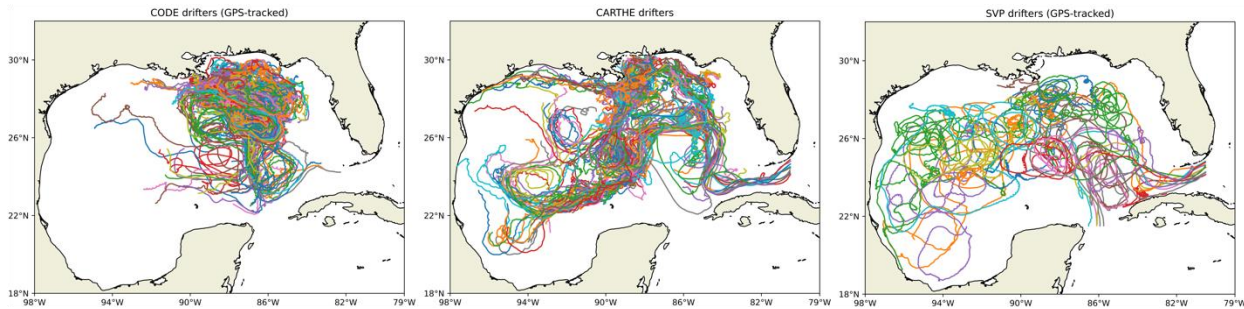 CODE drifters (GPS-tracked)
30°N
26°N
22°N
18°N
98°W 94°W 90°W 86°W 82°W 79°W
CARTHE drifters
30°N
26°N
22°N
18°N
98°W 94°W 90°W 86°W 82°W 79°W
SVP drifters (GPS-tracked)
30°N
26°N
22°N
18°N
98°W 94°W 90°W 86°W 82°W 79°W